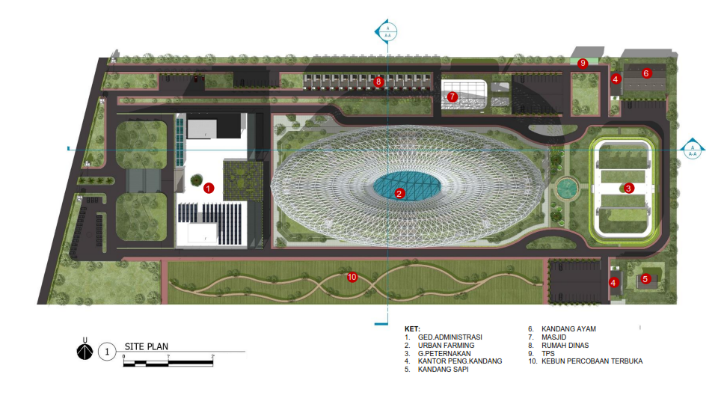 A
A-A
9
4
6
8
7
A
A-A
1
2
3
10
4
5
U
1 SITE PLAN
0
KET:
1. GED.ADMINISTRASI
2. URBAN FARMING
3. G.PETERNAKAN
4. KANTOR PENG.KANDANG
5. KANDANG SAPI
6. KANDANG AYAM
7. MASJID
8. RUMAH DINAS
9. TPS
10. KEBUN PERCOBAAN TERBUKA